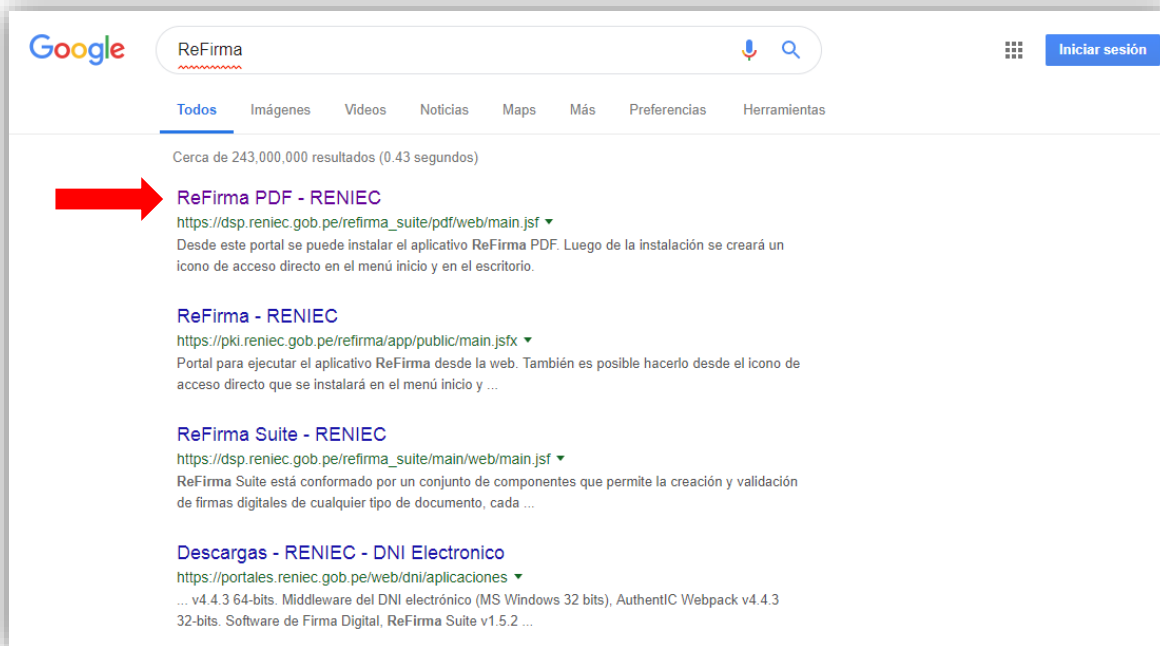 Google
ReFirma
Iniciar sesión
Todos Imágenes Videos Noticias Maps Más Preferencias Herramientas
Cerca de 243,000,000 resultados (0.43 segundos)
ReFirma PDF - RENIEC
https://dsp.reniec.gob.pe/refirma_suite/pdf/web/main.jsf
Desde este portal se puede instalar el aplicativo ReFirma PDF. Luego de la instalación se creará un
icono de acceso directo en el menú inicio y en el escritorio.
ReFirma - RENIEC
https://pki.reniec.gob.pe/refirma/app/public/main.jsfx
Portal para ejecutar el aplicativo ReFirma desde la web. También es posible hacerlo desde el icono de
acceso directo que se instalará en el menú inicio y ...
ReFirma Suite - RENIEC
https://dsp.reniec.gob.pe/refirma_suite/main/web/main.jsf
ReFirma Suite está conformado por un conjunto de componentes que permite la creación y validación
de firmas digitales de cualquier tipo de documento, cada ...
Descargas - RENIEC - DNI Electronico
https://portales.reniec.gob.pe/web/dni/aplicaciones
... v4.4.3 64-bits. Middleware del DNI electrónico (MS Windows 32 bits), AuthentIC Webpack v4.4.3
32-bits. Software de Firma Digital, ReFirma Suite v1.5.2 ...